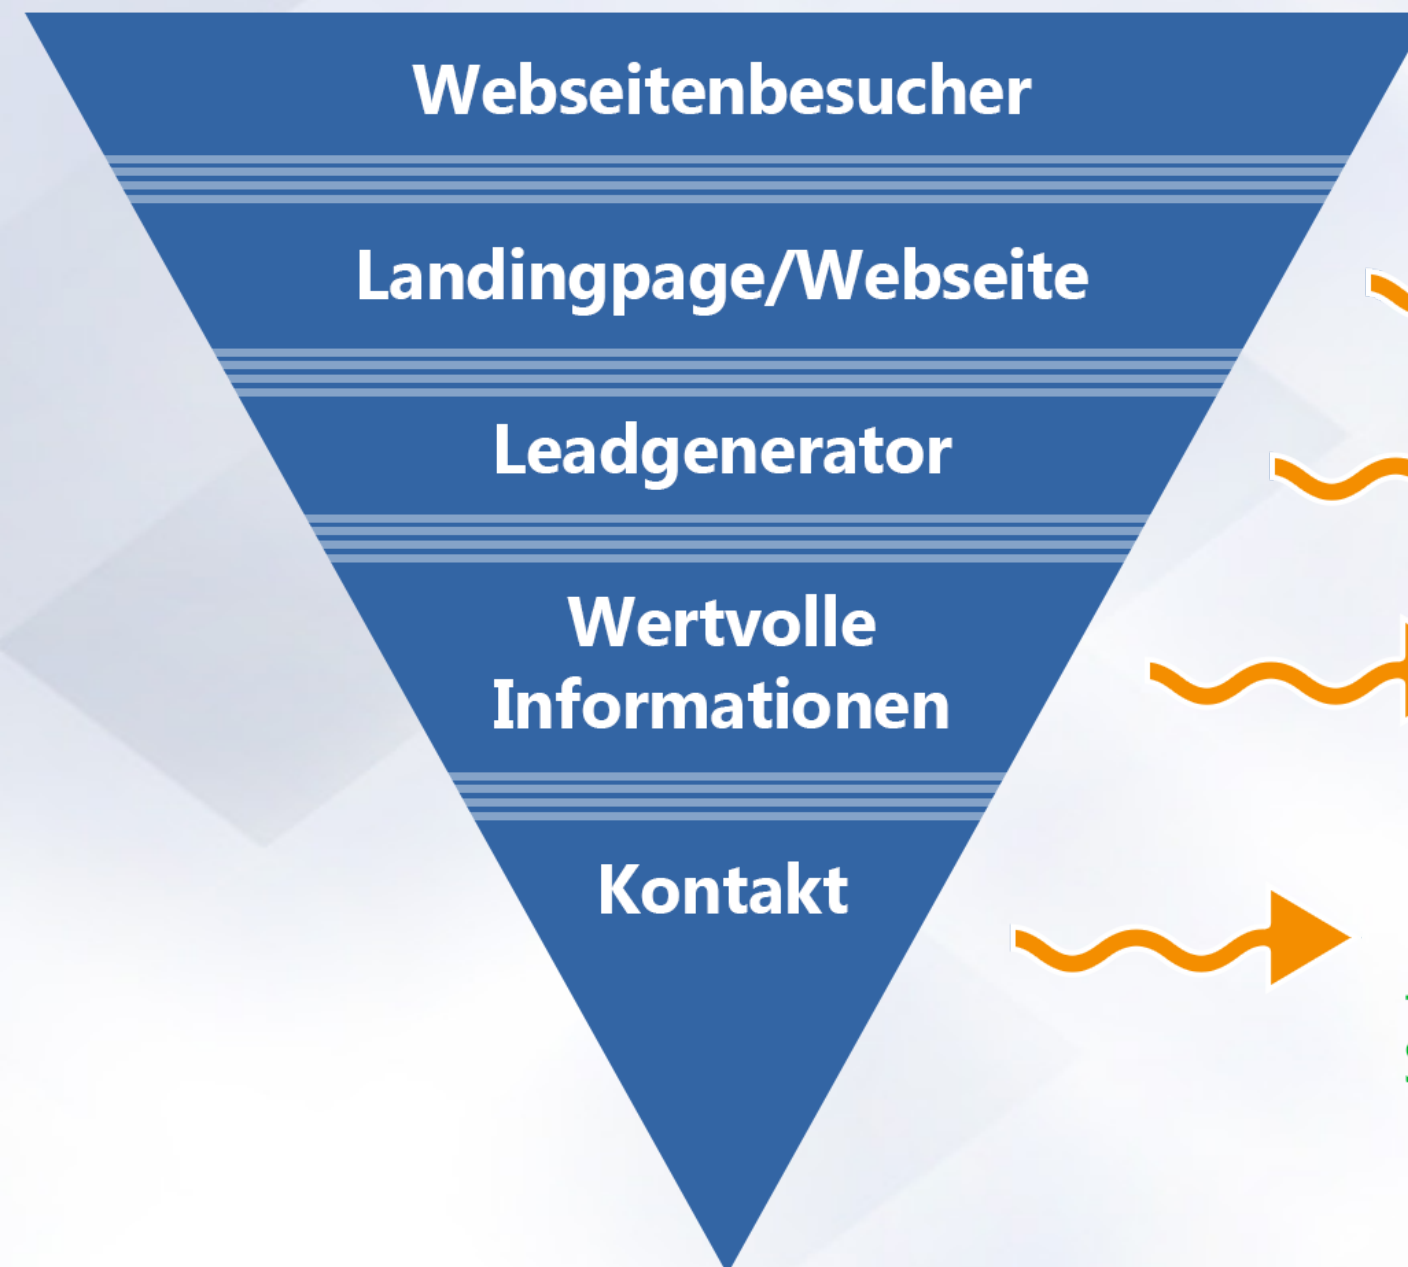 Webseitenbesucher
Landingpage/Webseite
Leadgenerator
Wertvolle
Informationen
Kontakt